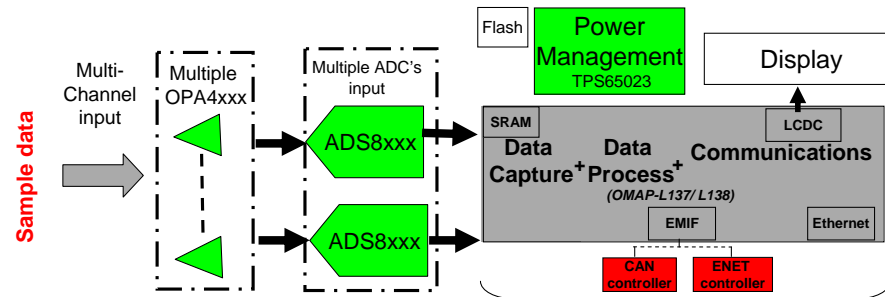 Sample data
Multi-
Channel
input
Multiple
OPA4xxx
Multiple ADC's
input
ADS8xxx
ADS8xxx
Flash
Power
Management
TPS65023
Display
SRAM
LCDC
Data
Capture
+
Data
Process
+
Communications
(OMAP-L137/ L138)
EMIF
Ethernet
CAN
controller
ENET
controller